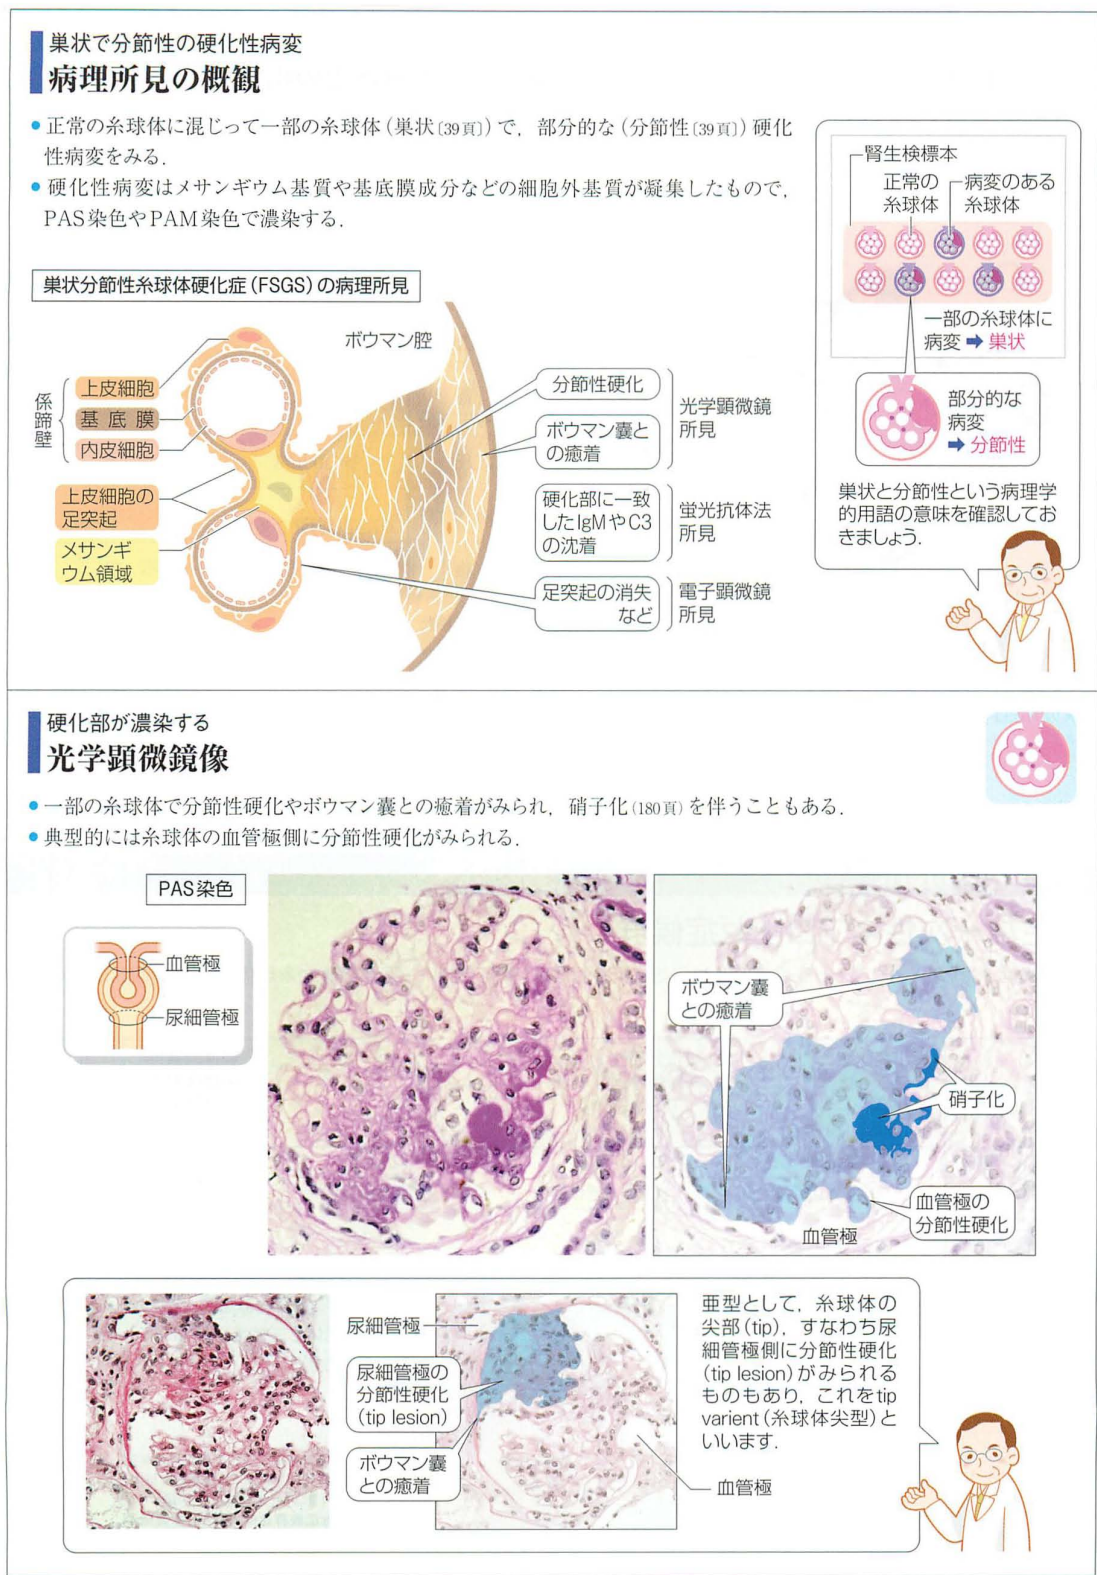 巣状で分節性の硬化性病変
病理所見の概観
● 正常の糸球体に混じって一部の糸球体（巣状〔39頁〕）で，部分的な（分節性〔39頁〕）硬化
性病変をみる．
● 硬化性病変はメサンギウム基質や基底膜成分などの細胞外基質が凝集したもので，
PAS染色やPAM染色で濃染する．
巣状分節性糸球体硬化症（FSGS）の病理所見
ボウマン腔
係蹄壁
上皮細胞
基底膜
内皮細胞
上皮細胞の
足突起
メサンギ
ウム領域
分節性硬化
ボウマン嚢と
の癒着
光学顕微鏡
所見
硬化部に一致
したIgMやC3
の沈着
蛍光抗体法
所見
足突起の消失
など
電子顕微鏡
所見
腎生検標本
正常の
糸球体
病変のある
糸球体
一部の糸球体に
病変 ➡ 巣状
部分的な
病変
➡ 分節性
巣状と分節性という病理学
的用語の意味を確認してお
きましょう．
硬化部が濃染する
光学顕微鏡像
● 一部の糸球体で分節性硬化やボウマン嚢との癒着がみられ，硝子化（180頁）を伴うこともある．
● 典型的には糸球体の血管極側に分節性硬化がみられる．
PAS染色
血管極
尿細管極
ボウマン嚢
との癒着
硝子化
血管極の
分節性硬化
血管極
尿細管極
尿細管極の
分節性硬化
（tip lesion）
ボウマン嚢
との癒着
血管極
亜型として，糸球体の
尖部（tip），すなわち尿
細管極側に分節性硬化
（tip lesion）がみられる
ものもあり，これをtip
varient（糸球体尖型）と
いいます．